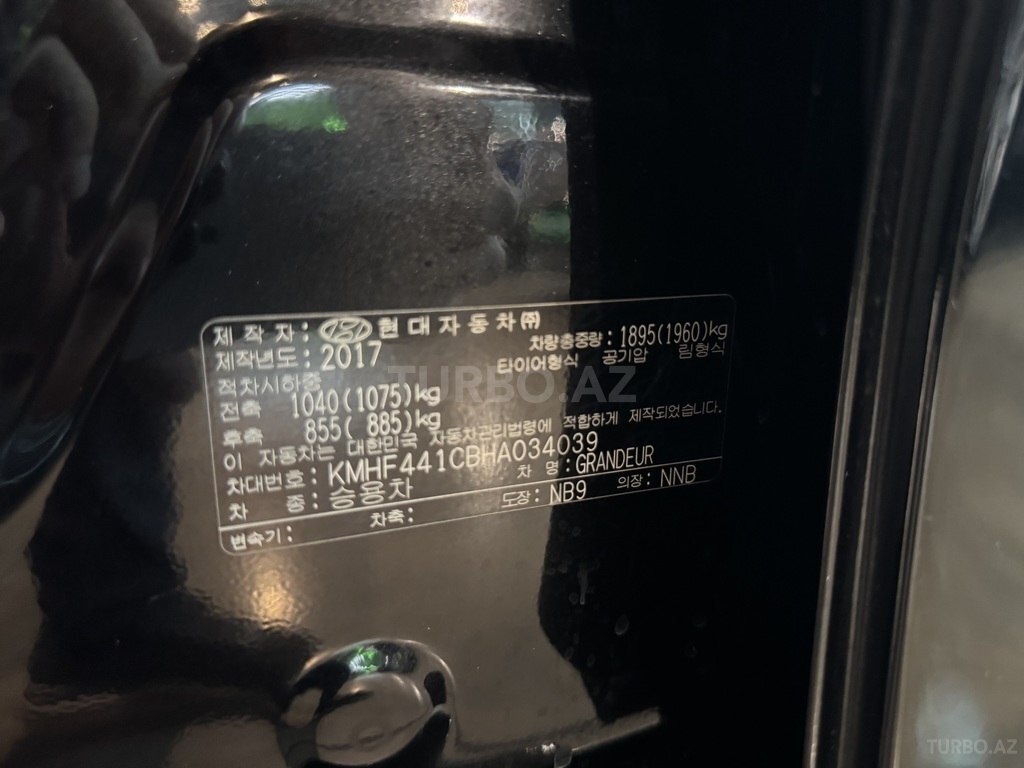 제 작 자 : 현대자동차㈜
차량총중량 : 1895(1960)kg
제작년도 : 2017
타이어형식 공기압 림형식
적차시하중
전축 1040(1075)kg
후축 855( 885)kg
이 자동차는 대한민국 자동차관리법령에 적합하게 제작되었습니다.
차대번호 : KMHF441CBHA034039
차 명 : GRANDEUR
차 종 : 승용차
도장 : NB9 의장 : NNB
변속기 : 차축 :
TURBO.AZ
TURBO.AZ